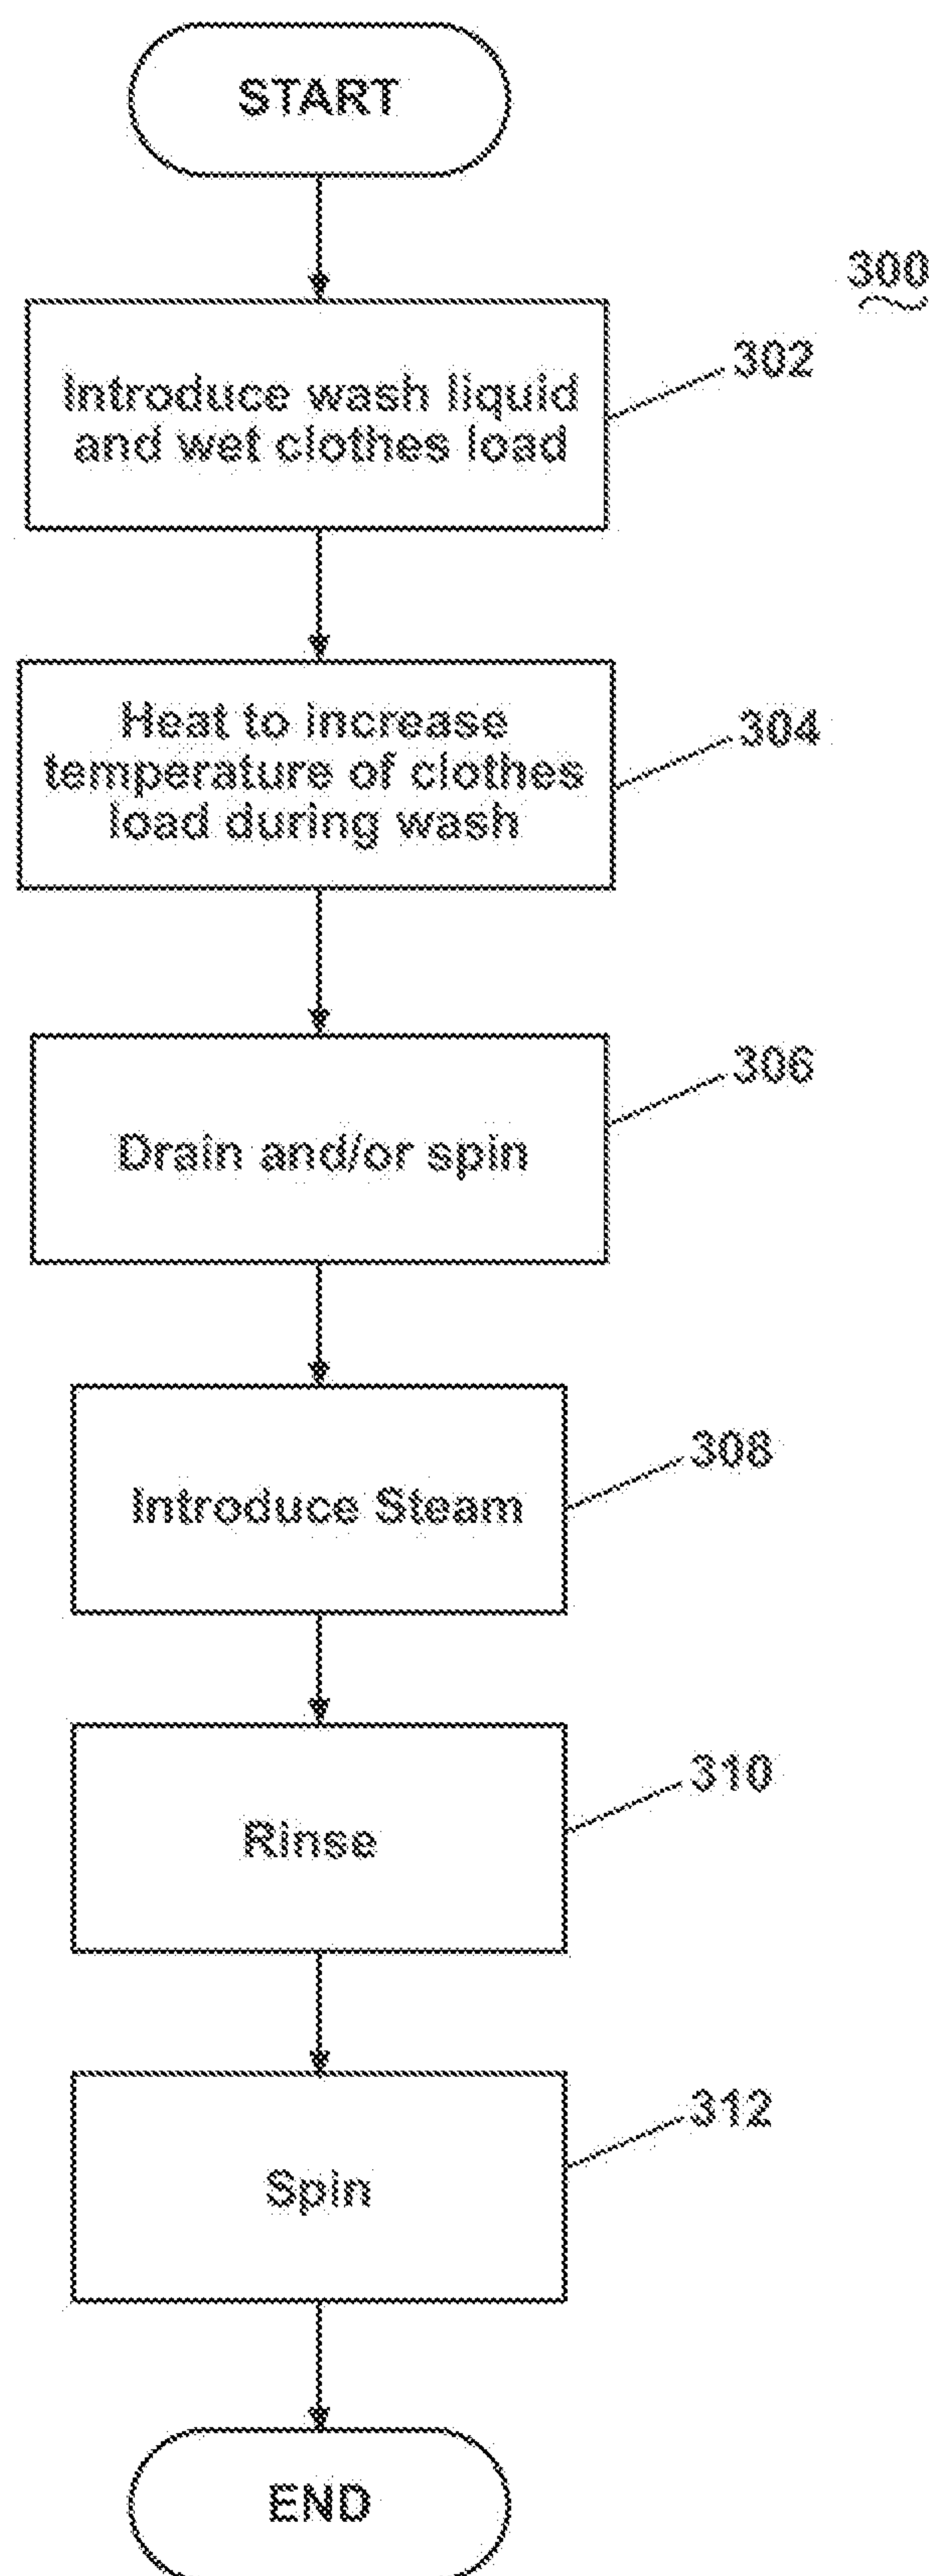 START
300
302
Introduce wash liquid
and wet clothes load
304
Heat to increase
temperature of clothes
load during wash
306
Drain and/or spin
308
Introduce Steam
310
Rinse
312
Spin
END